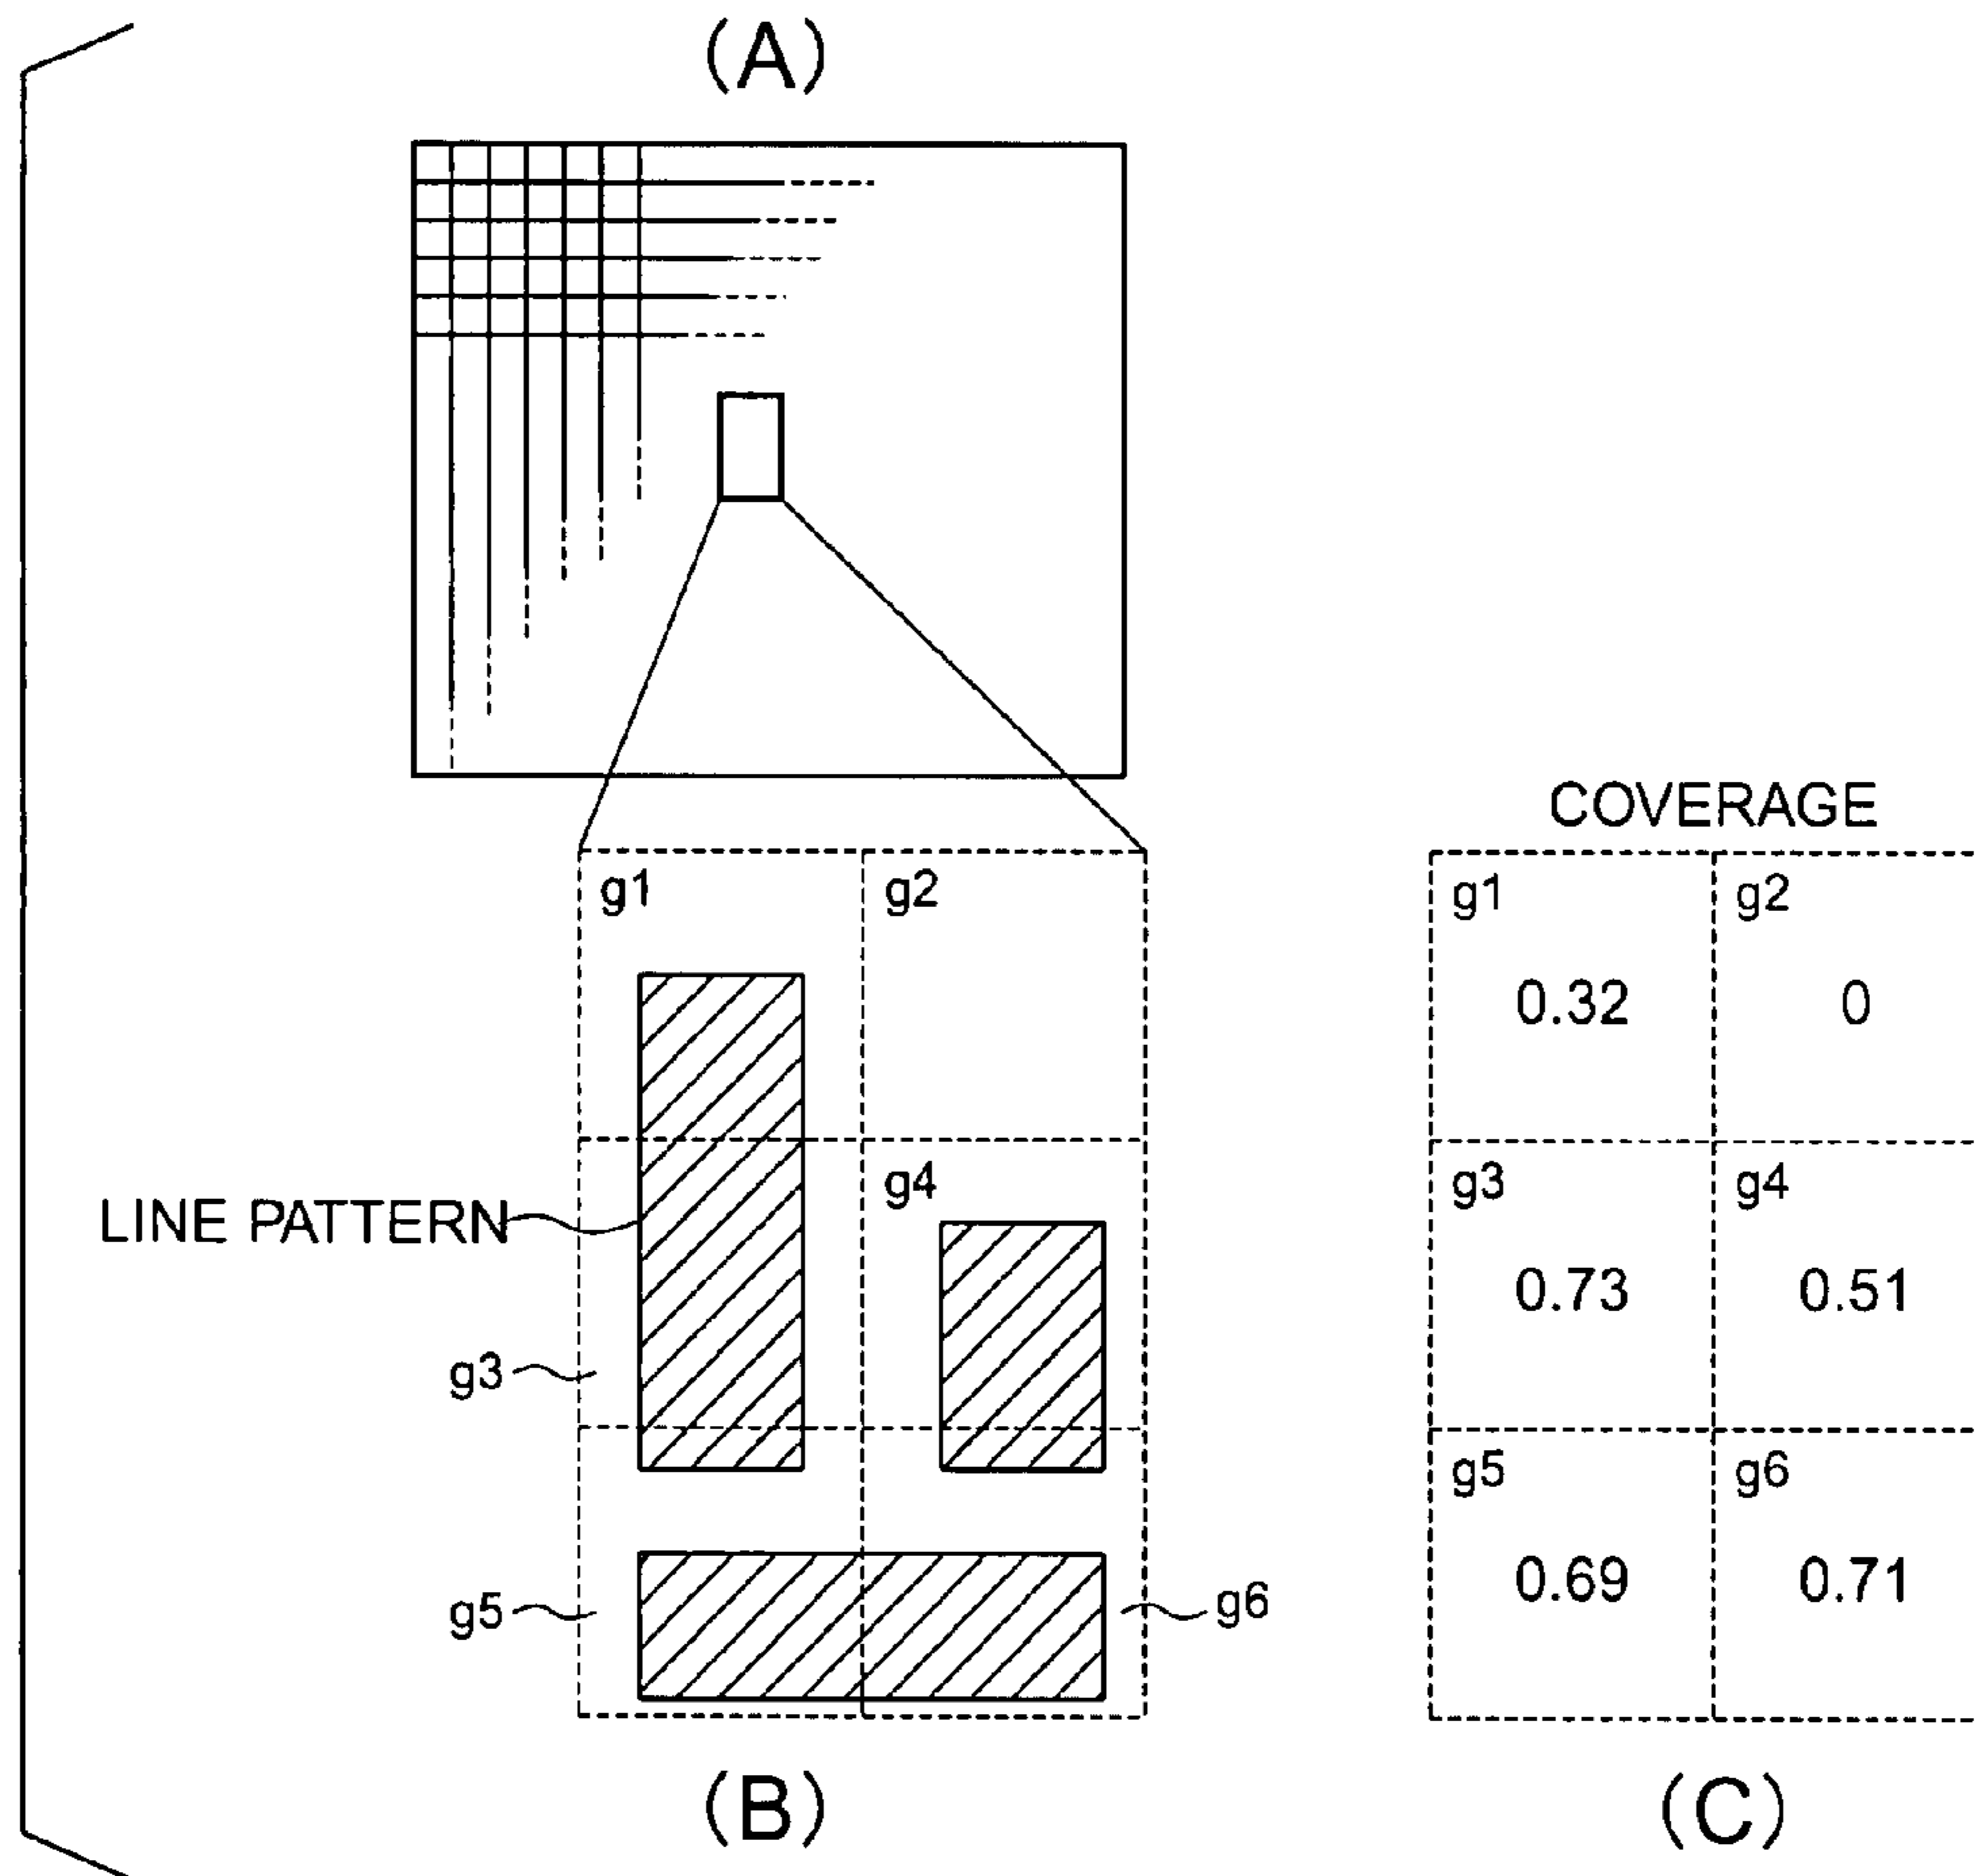 (A)
g1
g2
g4
LINE PATTERN
g3
g5
g6
(B)
COVERAGE
g1
g2
0.32
0
g3
g4
0.73
0.51
g5
g6
0.69
0.71
(C)